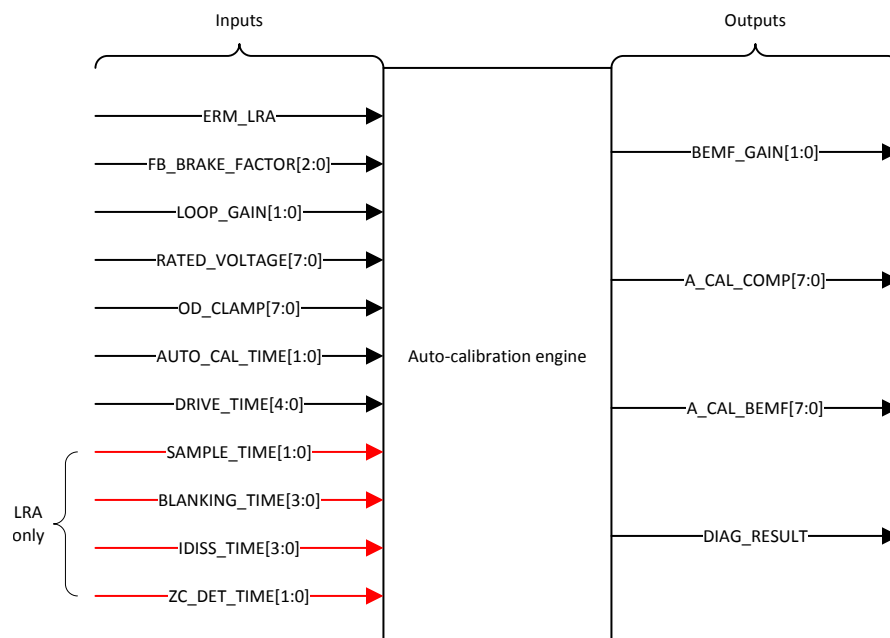 Inputs
Outputs
ERM_LRA
FB_BRAKE_FACTOR[2:0]
LOOP_GAIN[1:0]
RATED_VOLTAGE[7:0]
OD_CLAMP[7:0]
AUTO_CAL_TIME[1:0]
DRIVE_TIME[4:0]
SAMPLE_TIME[1:0]
BLANKING_TIME[3:0]
IDISS_TIME[3:0]
ZC_DET_TIME[1:0]
LRA
only
Auto-calibration engine
BEMF_GAIN[1:0]
A_CAL_COMP[7:0]
A_CAL_BEMF[7:0]
DIAG_RESULT